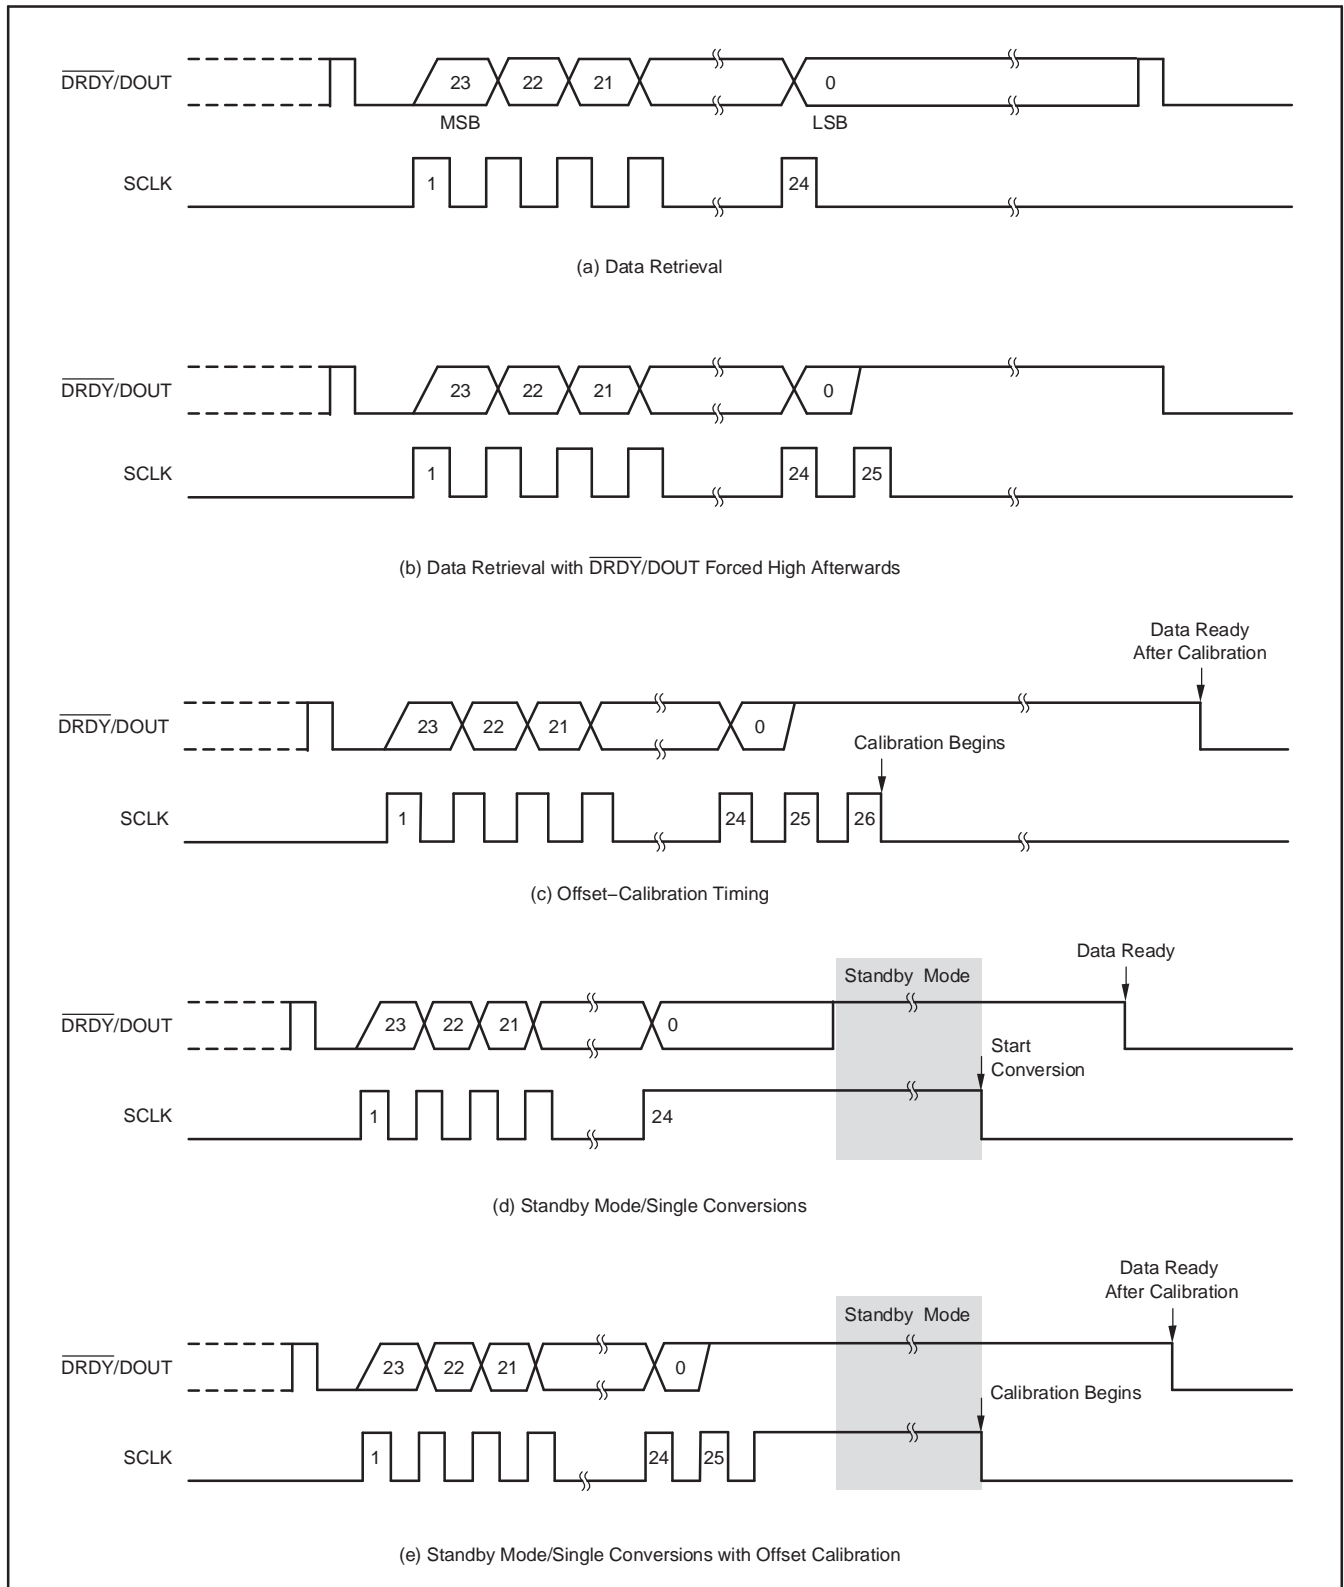 DRDY/DOUT 23 22 21 0
MSB LSB
SCLK 1 24
(a) Data Retrieval
DRDY/DOUT 23 22 21 0
SCLK 1 24 25
(b) Data Retrieval with DRDY/DOUT Forced High Afterwards
Data Ready
After Calibration
DRDY/DOUT 23 22 21 0
Calibration Begins
SCLK 1 24 25 26
(c) Offset−Calibration Timing
Data Ready
Standby Mode
DRDY/DOUT 23 22 21 0
Start
Conversion
SCLK 1 24
(d) Standby Mode/Single Conversions
Data Ready
After Calibration
Standby Mode
DRDY/DOUT 23 22 21 0
Calibration Begins
SCLK 1 24 25
(e) Standby Mode/Single Conversions with Offset Calibration